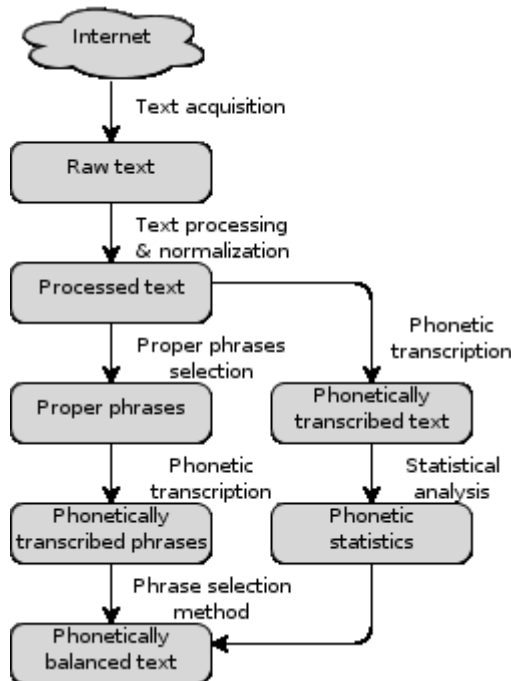 Internet
Text acquisition
Raw text
Text processing
& normalization
Processed text
Proper phrases
selection
Phonetic
transcription
Proper phrases
Phonetically
transcribed text
Phonetic
transcription
Statistical
analysis
Phonetically
transcribed phrases
Phonetic
statistics
Phrase selection
method
Phonetically
balanced text